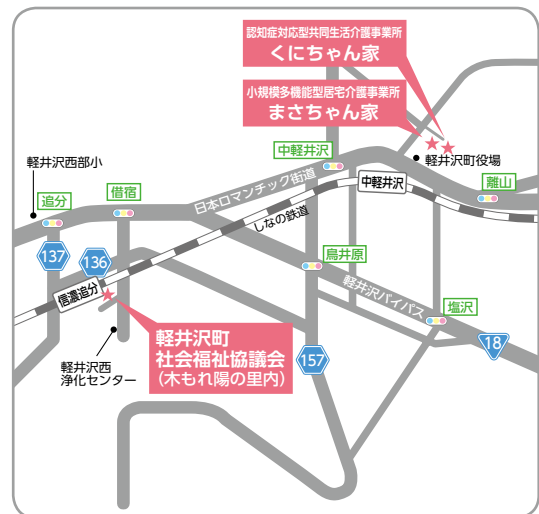 認知症対応型共同生活介護事業所
くにちゃん家
小規模多機能型居宅介護事業所
まさちゃん家
中軽井沢
軽井沢町役場
軽井沢西部小
追分
借宿
日本ロマンチック街道
中軽井沢
離山
しなの鉄道
137
136
鳥井原
信濃追分
軽井沢バイパス
塩沢
軽井沢町
社会福祉協議会
(木もれ陽の里内)
軽井沢西
浄化センター
157
18